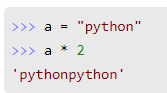 >>> a = "python"
>>> a * 2
'pythonpython'